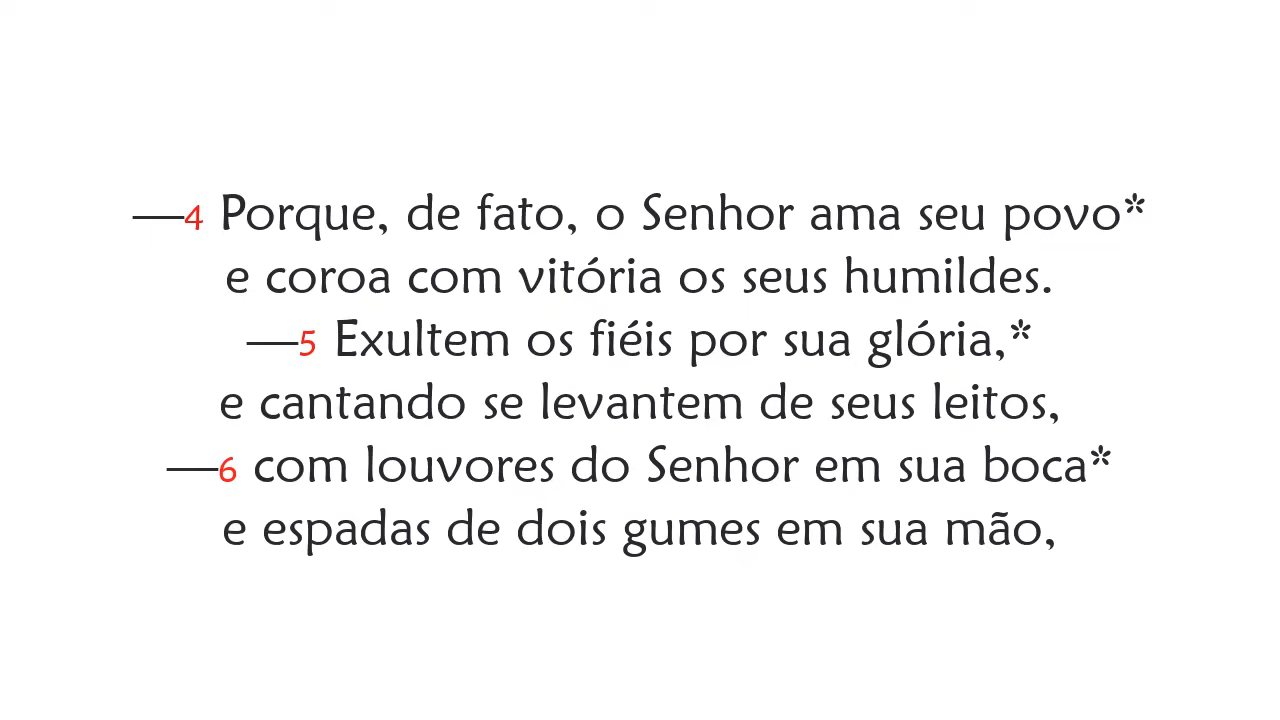 —4 Porque, de fato, o Senhor ama seu povo*
e coroa com vitória os seus humildes.
—5 Exultem os fiéis por sua glória,*
e cantando se levantem de seus leitos,
—6 com louvores do Senhor em sua boca*
e espadas de dois gumes em sua mão,